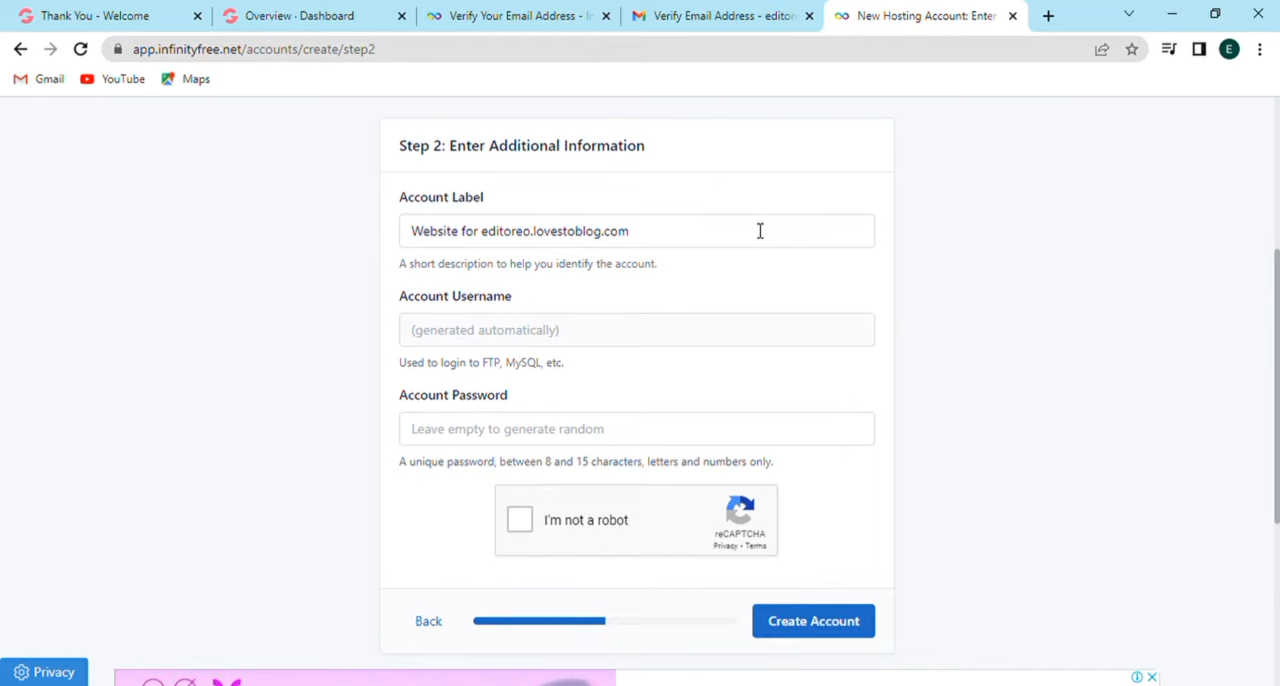 Thank You - Welcome
Overview · Dashboard
Verify Your Email Address - I
Verify Email Address - editor
New Hosting Account: Enter
app.infinityfree.net/accounts/create/step2
E
Gmail
YouTube
Maps
Step 2: Enter Additional Information
Account Label
Website for editoreo.lovestoblog.com
A short description to help you identify the account.
Account Username
(generated automatically)
Used to login to FTP, MySQL, etc.
Account Password
Leave empty to generate random
A unique password, between 8 and 15 characters, letters and numbers only.
I'm not a robot
reCAPTCHA
Privacy • Terms
Back
Create Account
Privacy